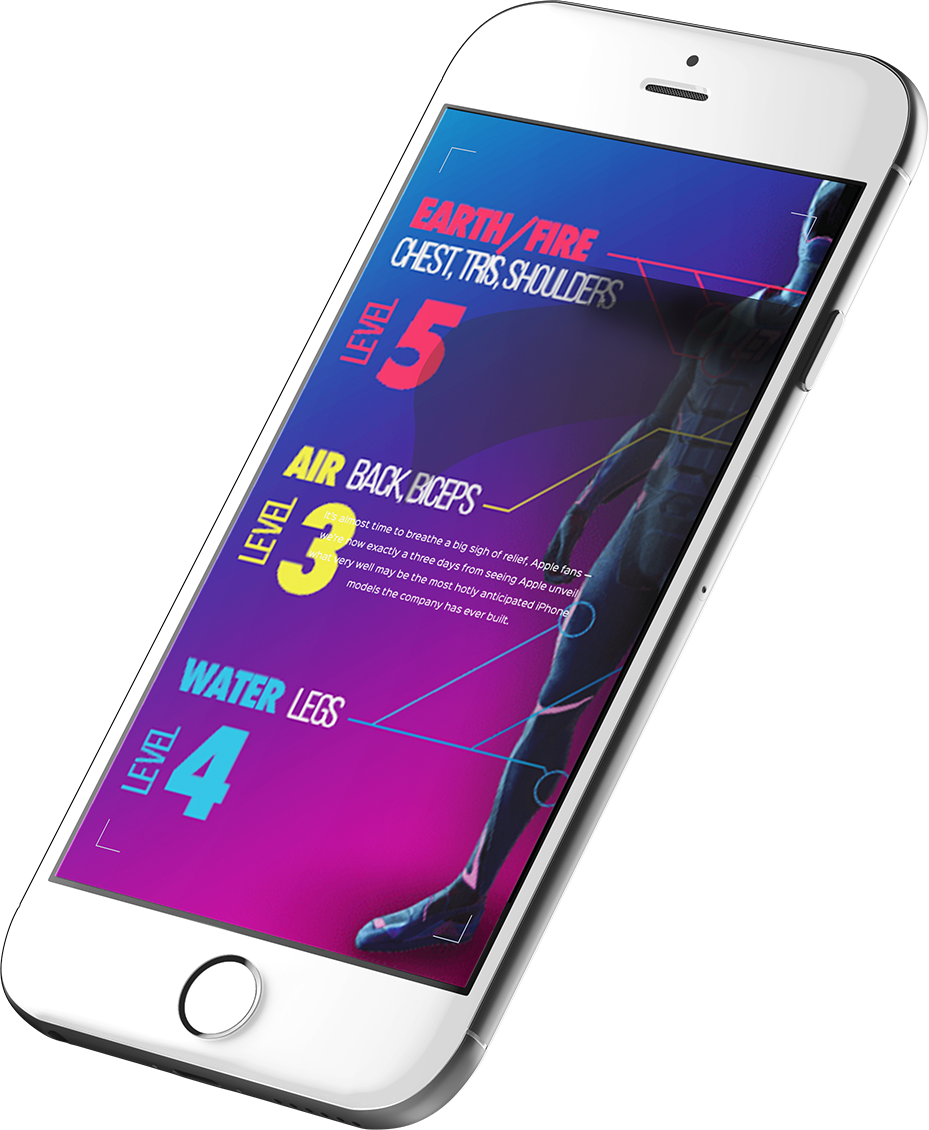 EARTH/FIRE
CHEST, TRIS, SHOULDERS
LEVEL 5
AIR BACK, BICEPS
LEVEL 3
It's almost time to breathe a big sigh of relief, Apple fans —
we're now exactly a three days from seeing Apple unveil
what very well may be the most hotly anticipated iPhone
models the company has ever built.
WATER LEGS
LEVEL 4